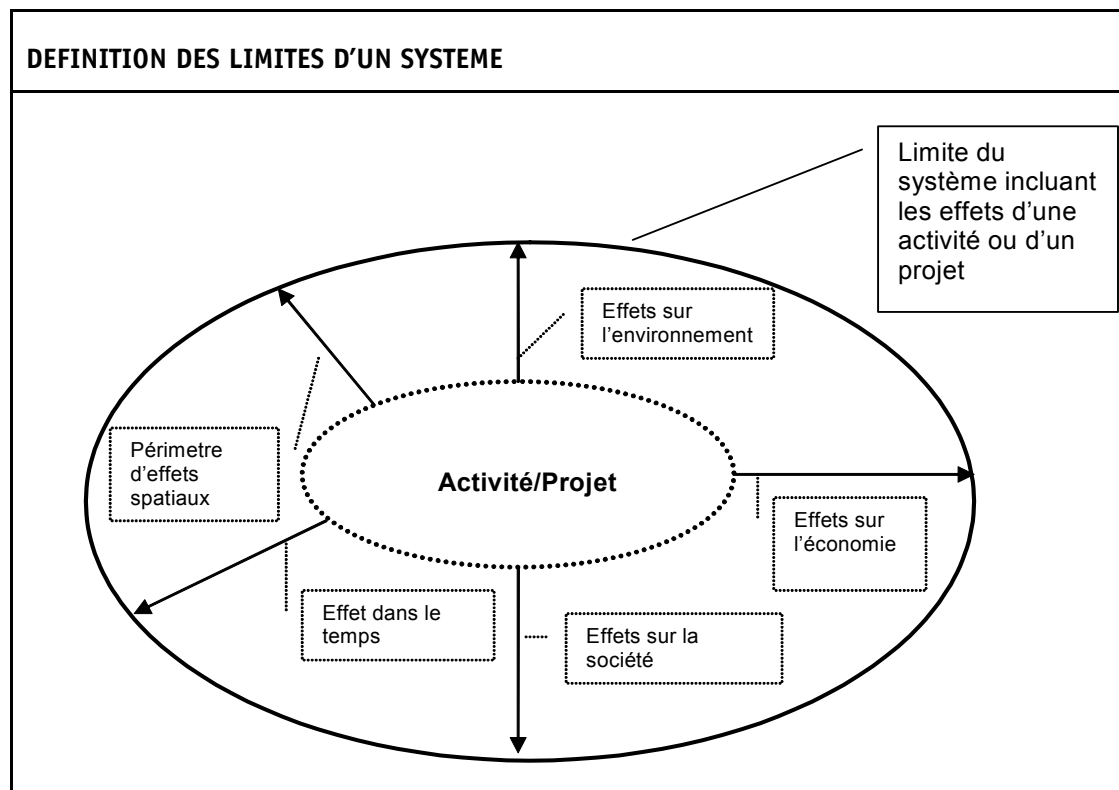 DEFINITION DES LIMITES D’UN SYSTEME
Limite du
système incluant
les effets d’une
activité ou d’un
projet
Effets sur
l’environnement
Périmetre
d’effets
spatiaux
Activité/Projet
Effets sur
l’économie
Effet dans le
temps
Effets sur la
société